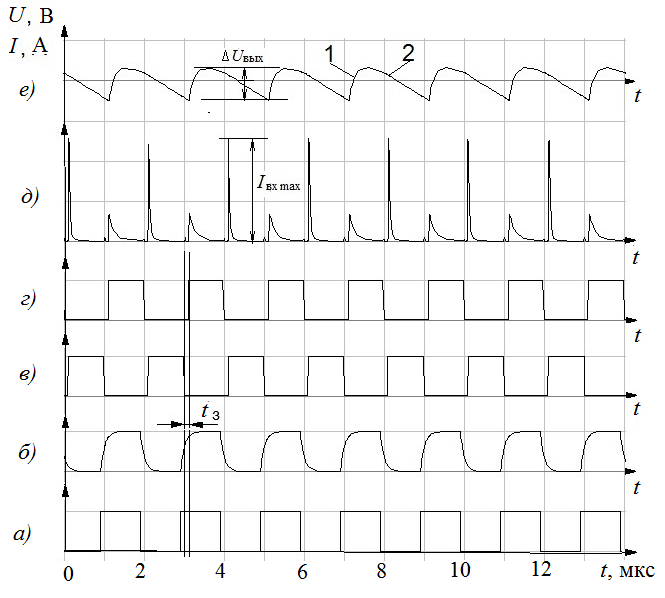 U, В
I, А
ΔUвых
1 2
е)
t
д)
Iвх max
t
г)
t
в)
t
tз
б)
t
а)
0 2 4 6 8 10 12 t, мкс